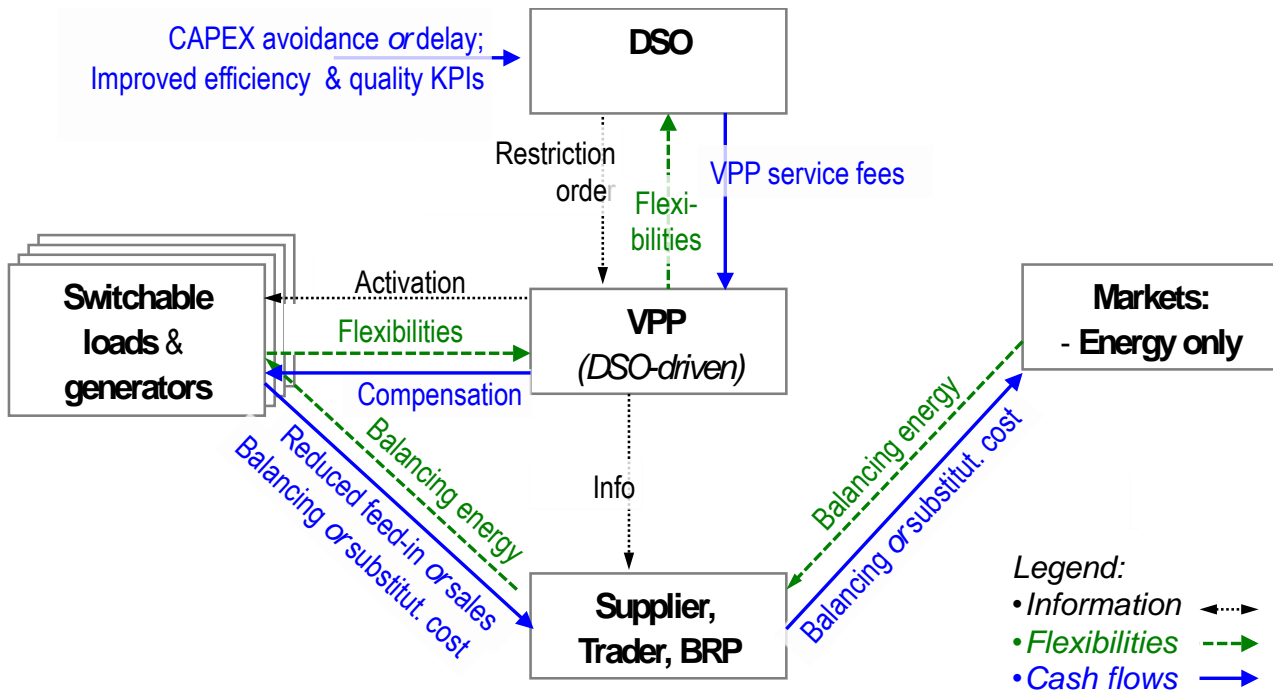 CAPEX avoidance or delay;
Improved efficiency & quality KPIs
DSO
Restriction
order
Flexi-
bilities
VPP service fees
Switchable
loads &
generators
Activation
Flexibilities
Compensation
VPP
(DSO-driven)
Markets:
- Energy only
Balancing energy
Reduced feed-in or sales
Balancing or substitut. cost
Info
Balancing energy
Balancing or substitut. cost
Supplier,
Trader, BRP
Legend:
• Information
• Flexibilities
• Cash flows